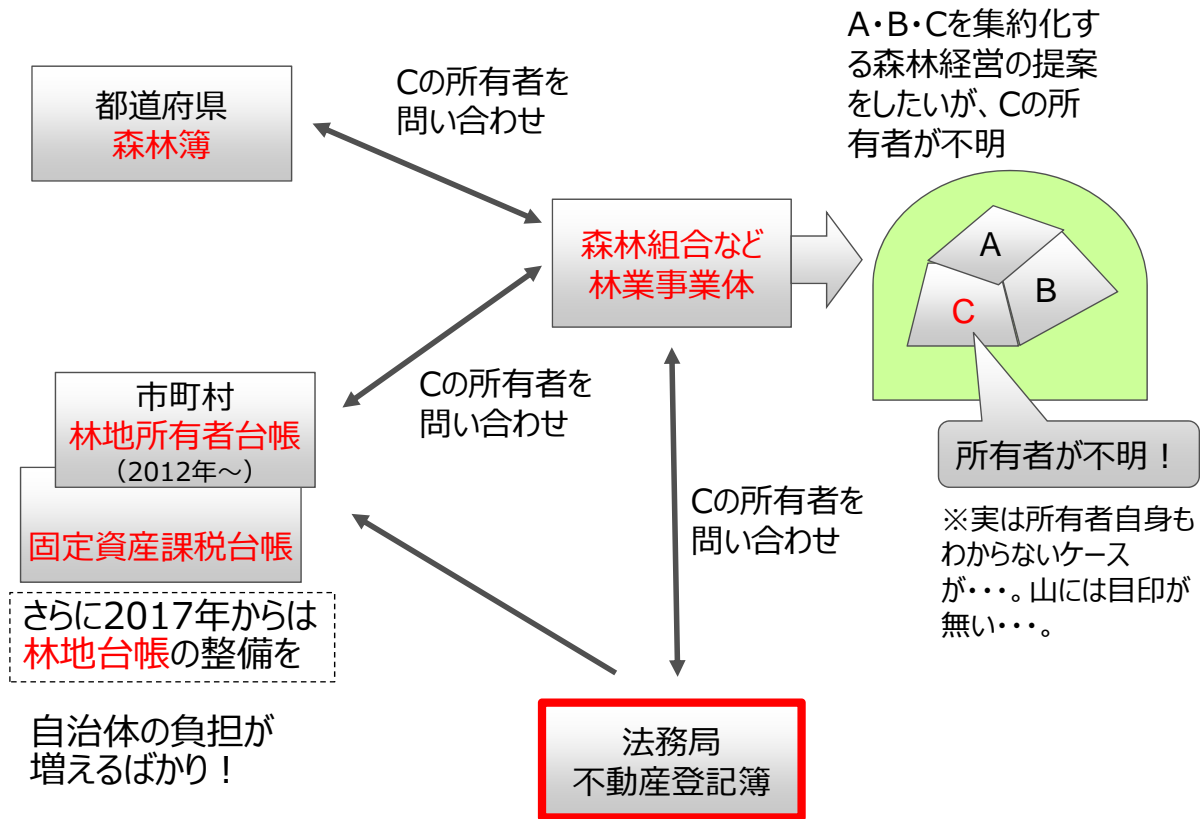 都道府県
森林簿
Cの所有者を
問い合わせ
A・B・Cを集約化す
る森林経営の提案
をしたいが、Cの所
有者が不明
森林組合など
林業事業体
A
B
C
Cの所有者を
問い合わせ
市町村
林地所有者台帳
（2012年～）
固定資産課税台帳
所有者が不明！
Cの所有者を
問い合わせ
※実は所有者自身も
わからないケース
が・・・。山には目印が
無い・・・。
さらに2017年からは
林地台帳の整備を
自治体の負担が
増えるばかり！
法務局
不動産登記簿